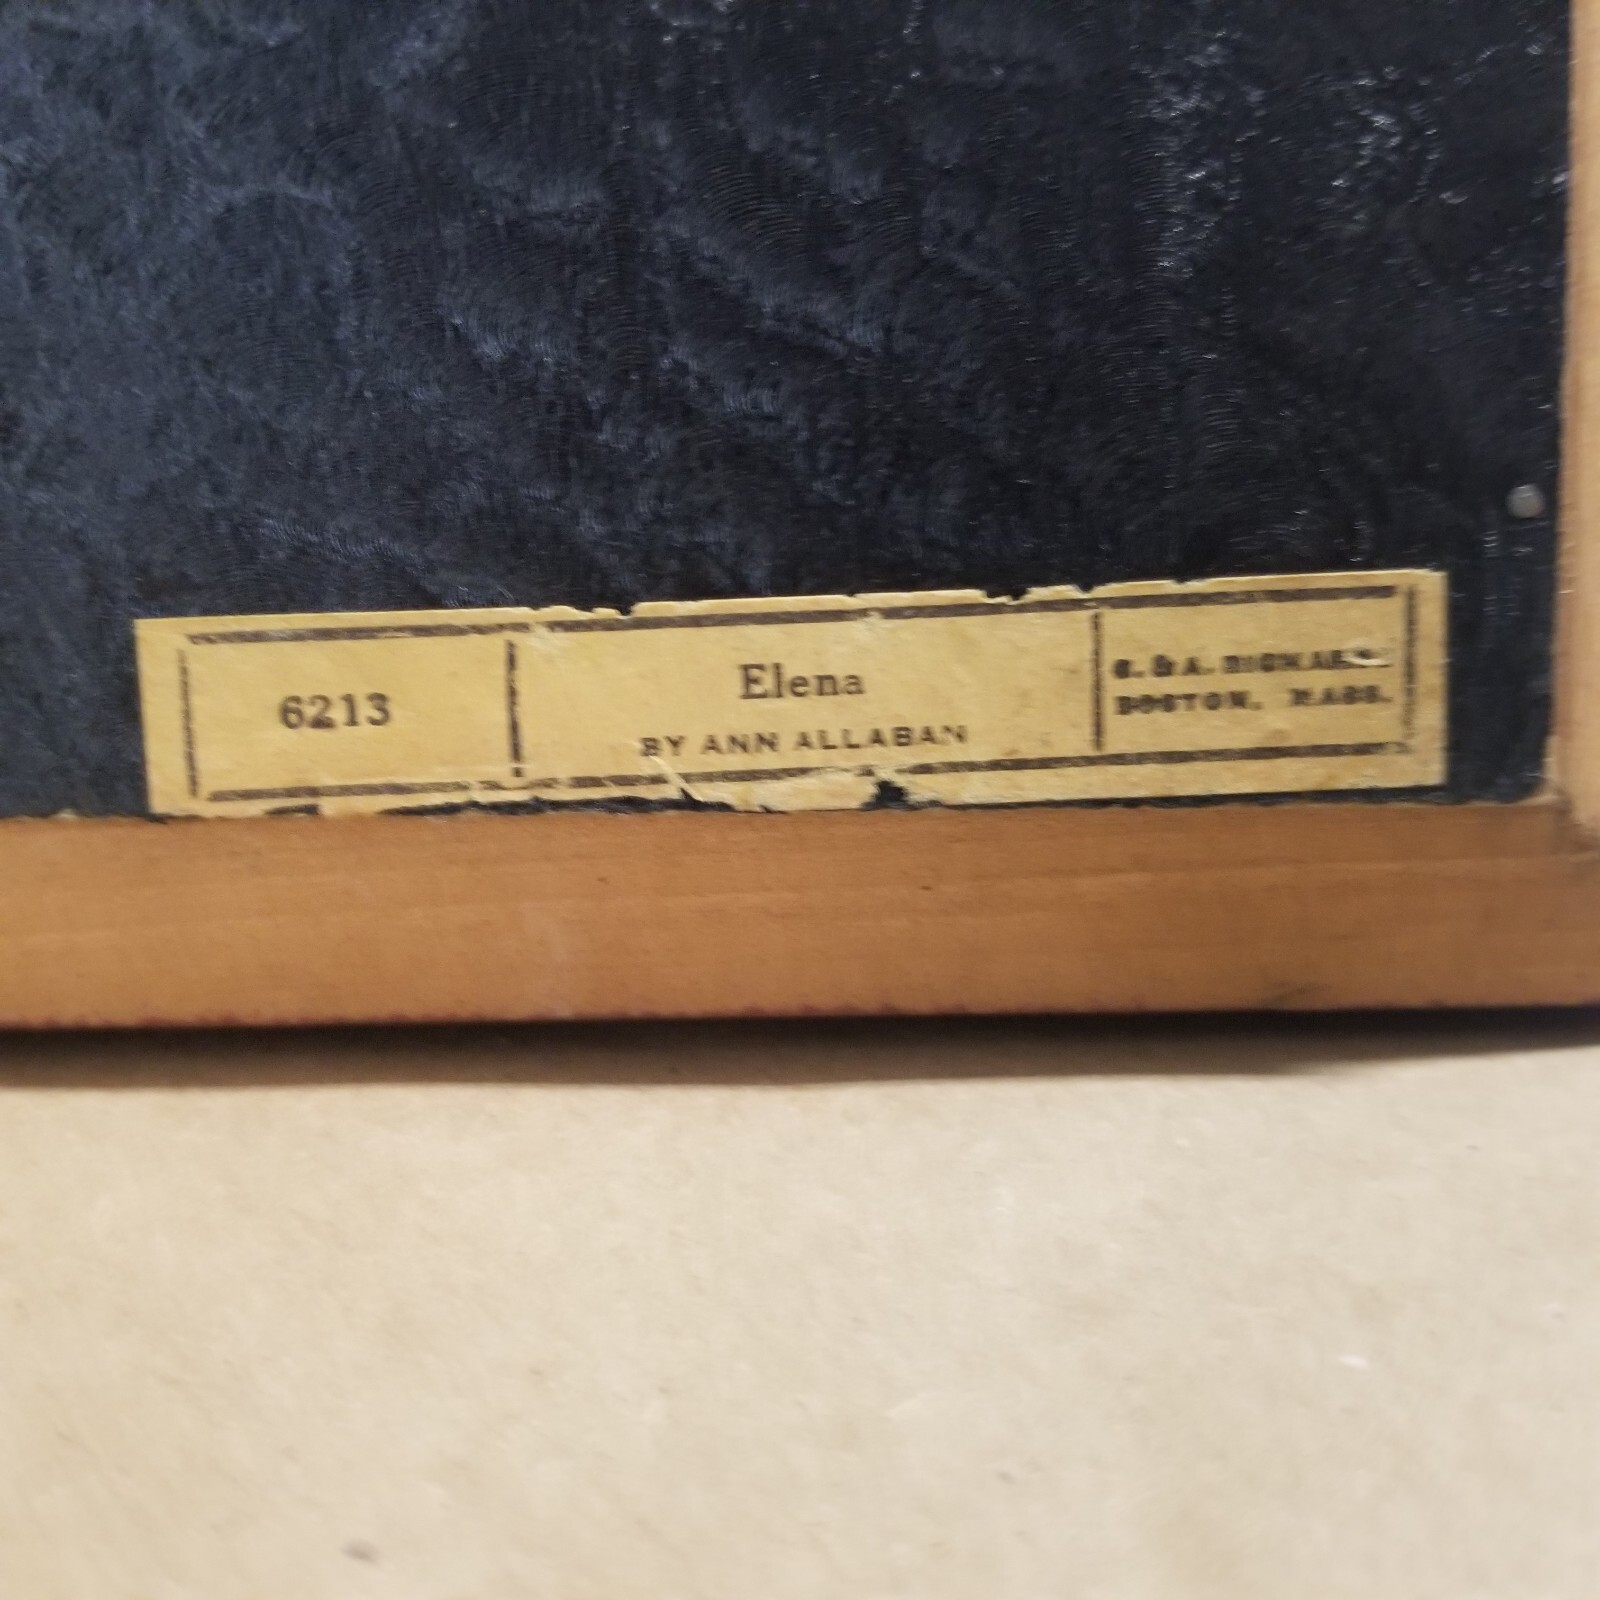 6213
Elena
BY ANN ALLABAN
BOSTON, MASS.